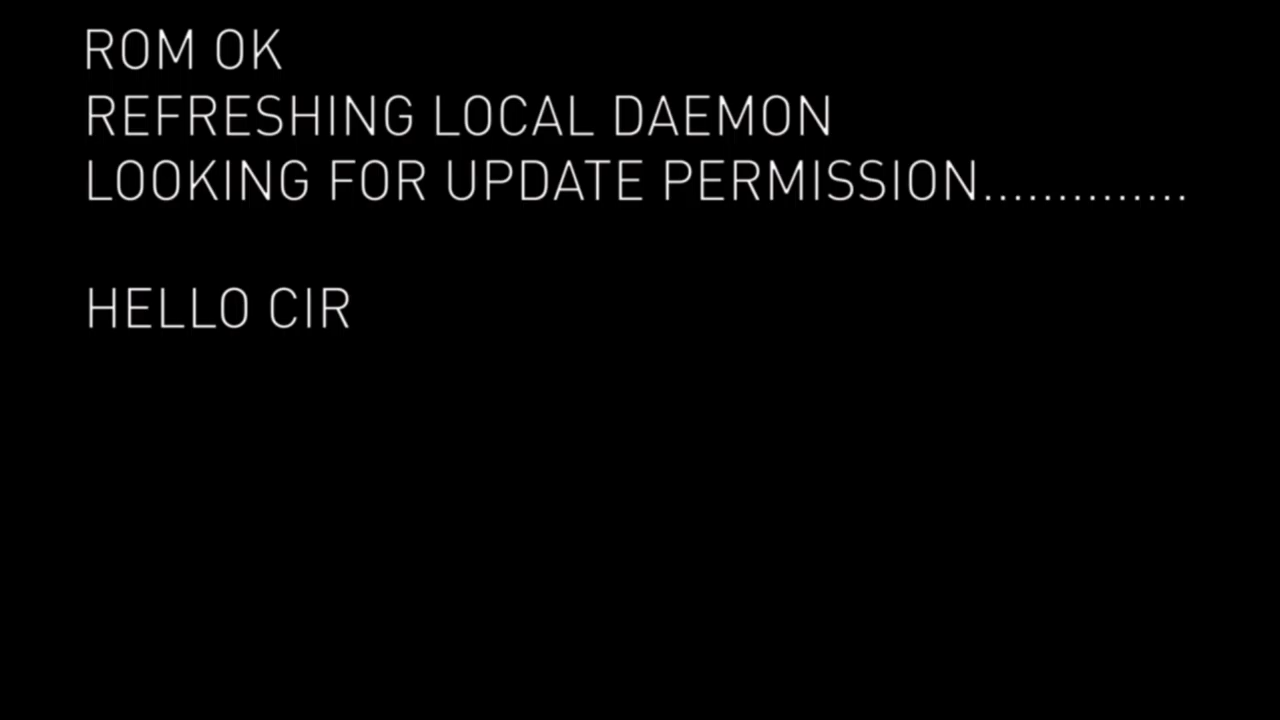 ROM OK
REFRESHING LOCAL DAEMON
LOOKING FOR UPDATE PERMISSION..............
HELLO CIR